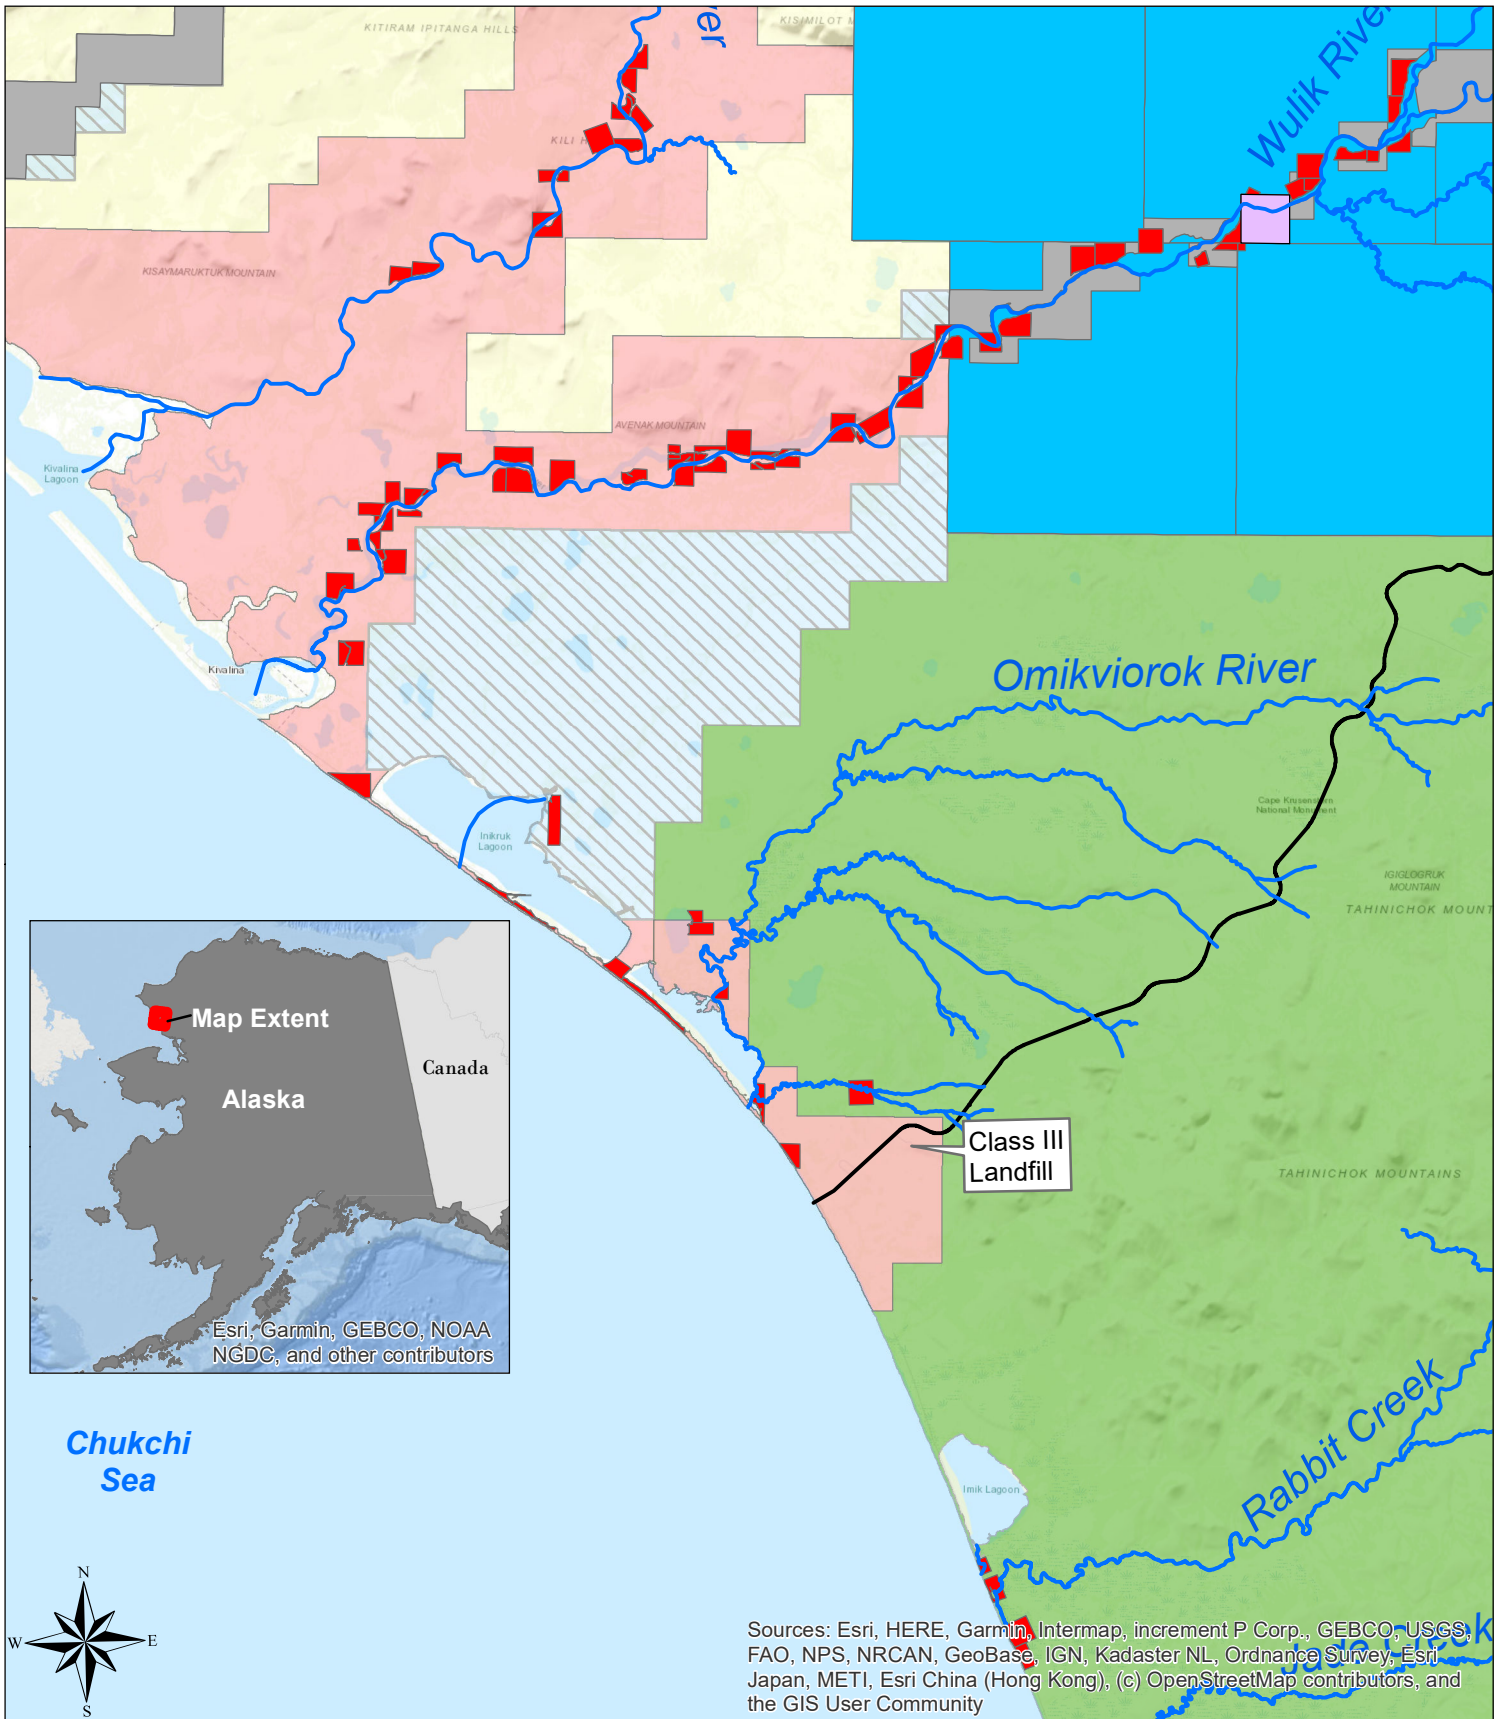 KITIRAM IPITANGA HILLS
KISIMILOT M
ver
Wulik River
KILI H
KISAYMARUKTUK MOUNTAIN
AVENAK MOUNTAIN
Kivalina
Lagoon
Kivalina
Omikviorok River
Cape Krusenstern
National Monument
Inikruk
Lagoon
IGIGLOGRUK
MOUNTAIN
TAHINICHOK MOUNT
Map Extent
Canada
Alaska
Class III
Landfill
TAHINICHOK MOUNTAINS
Esri, Garmin, GEBCO, NOAA
NGDC, and other contributors
Chukchi
Sea
Rabbit Creek
Imik Lagoon
N
W
E
S
Jade Creek
Sources: Esri, HERE, Garmin, Intermap, increment P Corp., GEBCO, USGS,
FAO, NPS, NRCAN, GeoBase, IGN, Kadaster NL, Ordnance Survey, Esri
Japan, METI, Esri China (Hong Kong), (c) OpenStreetMap contributors, and
the GIS User Community